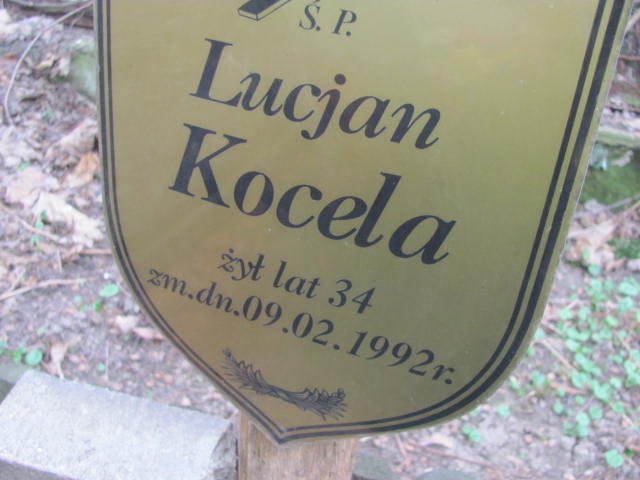 Ś. P.
Lucjan
Kocela
żył lat 34
zm.dn.09.02.1992r.